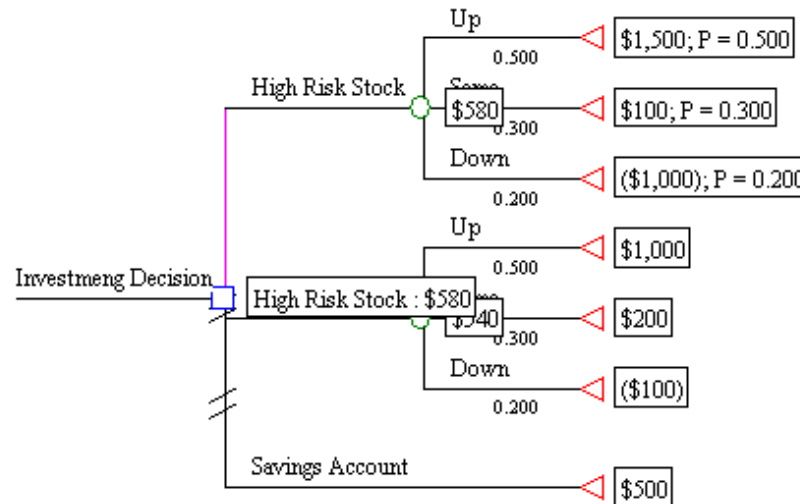 Up
0.500
$1,500; P = 0.500
High Risk Stock
$580
0.300
$100; P = 0.300
Down
0.200
($1,000); P = 0.200
Up
0.500
$1,000
Investmeng Decision
High Risk Stock : $580
$540
0.300
$200
Down
0.200
($100)
Savings Account
$500